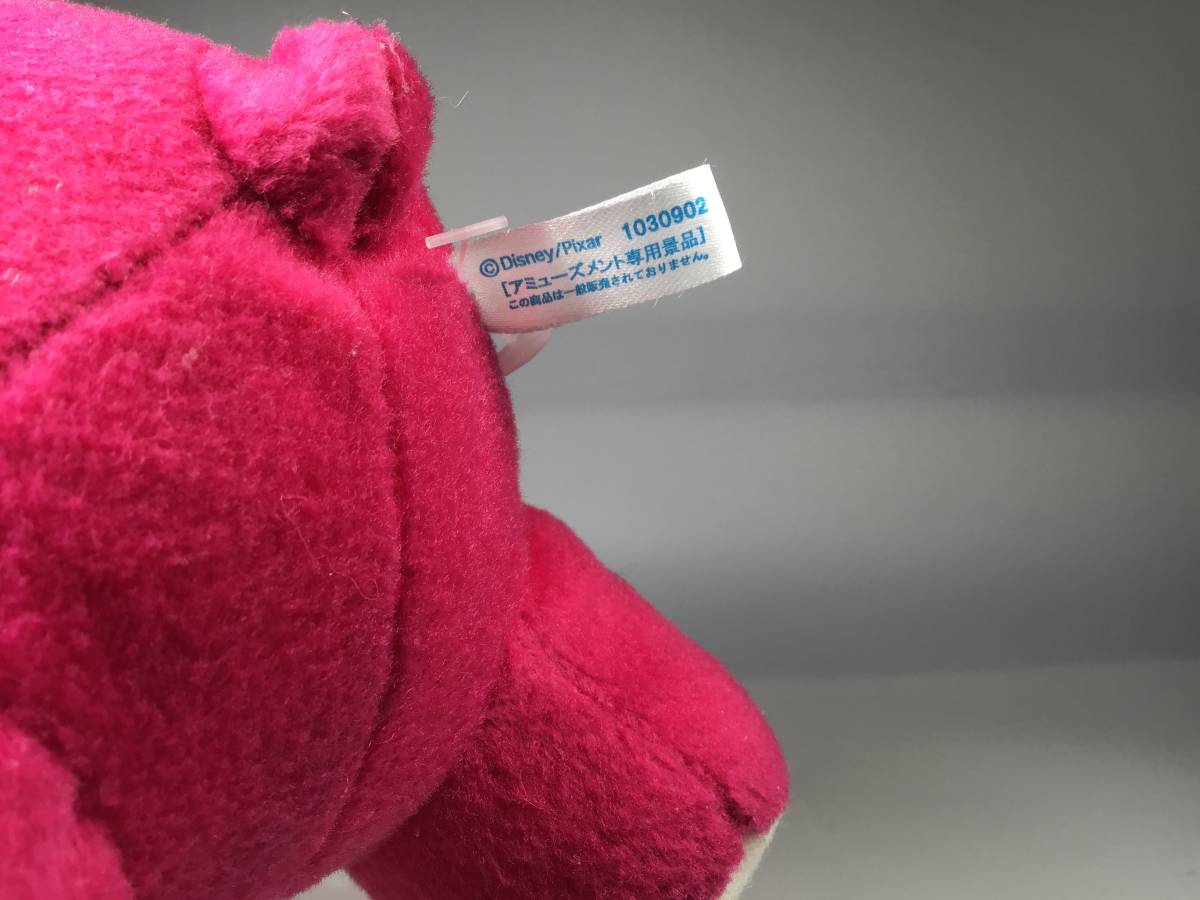 ©Disney/Pixar 1030902
[アミューズメント専用景品]
この商品は一般販売されておりません。